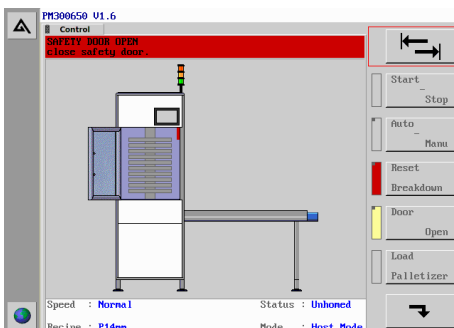 PM300650 V1.6
Control
SAFETY DOOR OPEN
close safety door.
Start
-
Stop
Auto
-
Manu
Reset
Breakdown
Door
Open
Load
Palletizer
Speed : Normal
Status : Unhomed
Recipe : P14mm
Mode : Host Mode